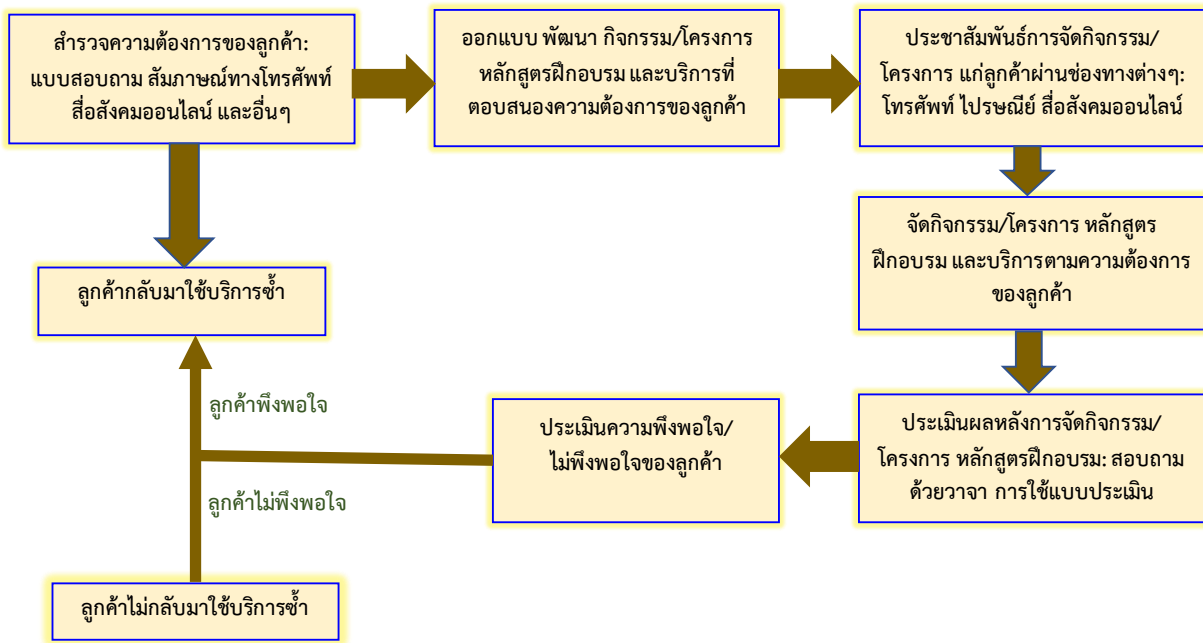 สำรวจความต้องการของลูกค้า:
แบบสอบถาม สัมภาษณ์ทางโทรศัพท์
สื่อสังคมออนไลน์ และอื่นๆ
ออกแบบ พัฒนา กิจกรรม/โครงการ
หลักสูตรฝึกอบรม และบริการที่
ตอบสนองความต้องการของลูกค้า
ประชาสัมพันธ์การจัดกิจกรรม/
โครงการ แก่ลูกค้าผ่านช่องทางต่างๆ:
โทรศัพท์ ไปรษณีย์ สื่อสังคมออนไลน์
จัดกิจกรรม/โครงการ หลักสูตร
ฝึกอบรม และบริการตามความต้องการ
ของลูกค้า
ลูกค้ากลับมาใช้บริการซ้ำ
ลูกค้าพึงพอใจ
ประเมินความพึงพอใจ/
ไม่พึงพอใจของลูกค้า
ประเมินผลหลังการจัดกิจกรรม/
โครงการ หลักสูตรฝึกอบรม: สอบถาม
ด้วยวาจา การใช้แบบประเมิน
ลูกค้าไม่พึงพอใจ
ลูกค้าไม่กลับมาใช้บริการซ้ำ